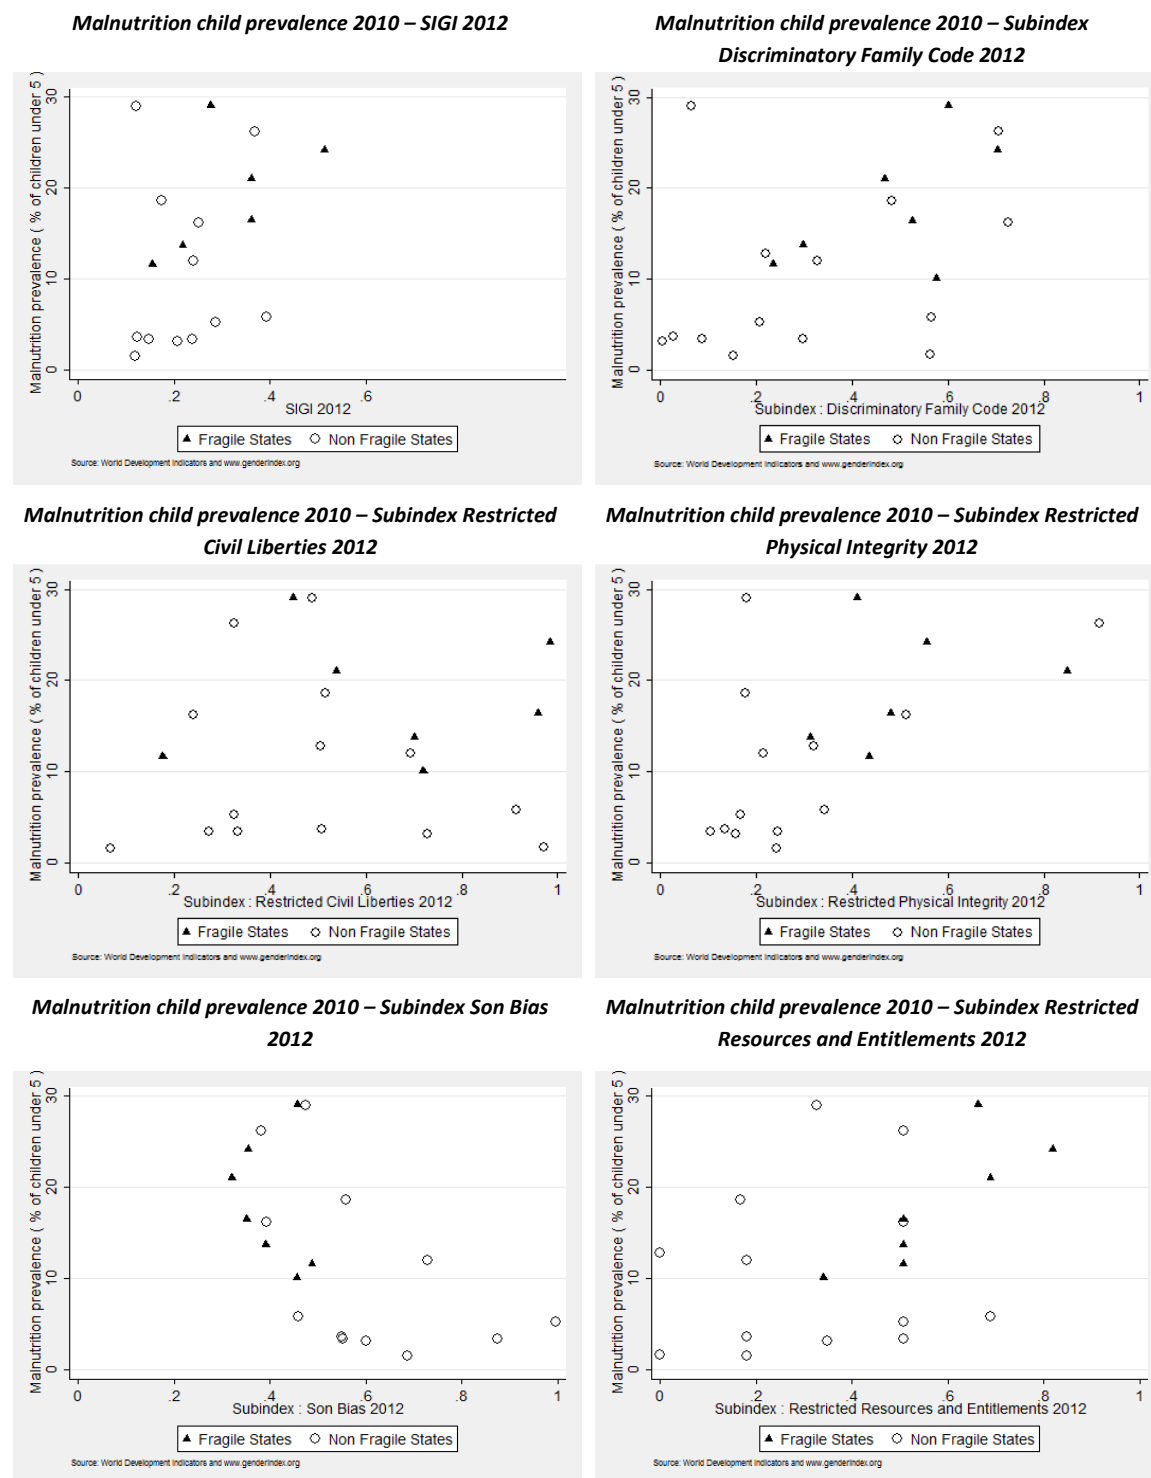 Malnutrition child prevalence 2010 – SIGI 2012
Malnutrition prevalence ( % of children under 5 )
30
20
10
0
0 .2 .4 .6
SIGI 2012
Fragile States Non Fragile States
Source: World Development Indicators and www.genderindex.org
Malnutrition child prevalence 2010 – Subindex
Discriminatory Family Code 2012
Malnutrition prevalence ( % of children under 5 )
30
20
10
0
0 .2 .4 .6 .8 1
Subindex : Discriminatory Family Code 2012
Fragile States Non Fragile States
Source: World Development Indicators and www.genderindex.org
Malnutrition child prevalence 2010 – Subindex Restricted
Civil Liberties 2012
Malnutrition prevalence ( % of children under 5 )
30
20
10
0
0 .2 .4 .6 .8 1
Subindex : Restricted Civil Liberties 2012
Fragile States Non Fragile States
Source: World Development Indicators and www.genderindex.org
Malnutrition child prevalence 2010 – Subindex Restricted
Physical Integrity 2012
Malnutrition prevalence ( % of children under 5 )
30
20
10
0
0 .2 .4 .6 .8 1
Subindex : Restricted Physical Integrity 2012
Fragile States Non Fragile States
Source: World Development Indicators and www.genderindex.org
Malnutrition child prevalence 2010 – Subindex Son Bias
2012
Malnutrition prevalence ( % of children under 5 )
30
20
10
0
0 .2 .4 .6 .8 1
Subindex : Son Bias 2012
Fragile States Non Fragile States
Source: World Development Indicators and www.genderindex.org
Malnutrition child prevalence 2010 – Subindex Restricted
Resources and Entitlements 2012
Malnutrition prevalence ( % of children under 5 )
30
20
10
0
0 .2 .4 .6 .8 1
Subindex : Restricted Resources and Entitlements 2012
Fragile States Non Fragile States
Source: World Development Indicators and www.genderindex.org